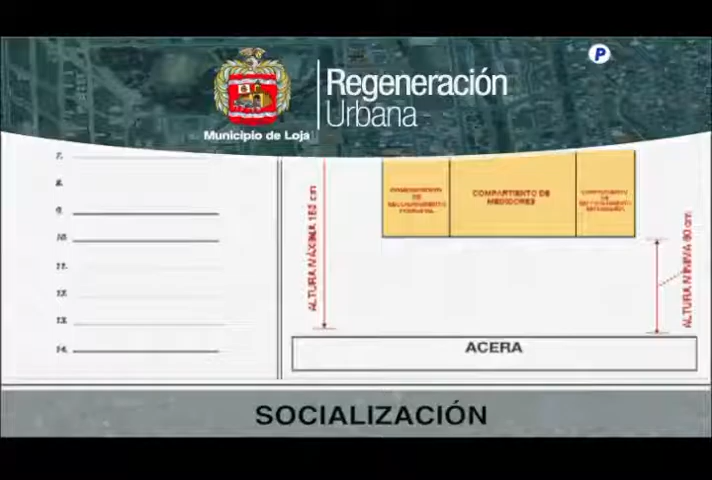 P
Regeneración
Urbana
Municipio de Loja
7.
8.
9.
10.
11.
12.
13.
14.
ALTURA MÁXIMA 185 cm
COMPARTIMENTO DE MEDIDORES
ALTURA MÍNIMA 80 cm
ACERA
SOCIALIZACIÓN